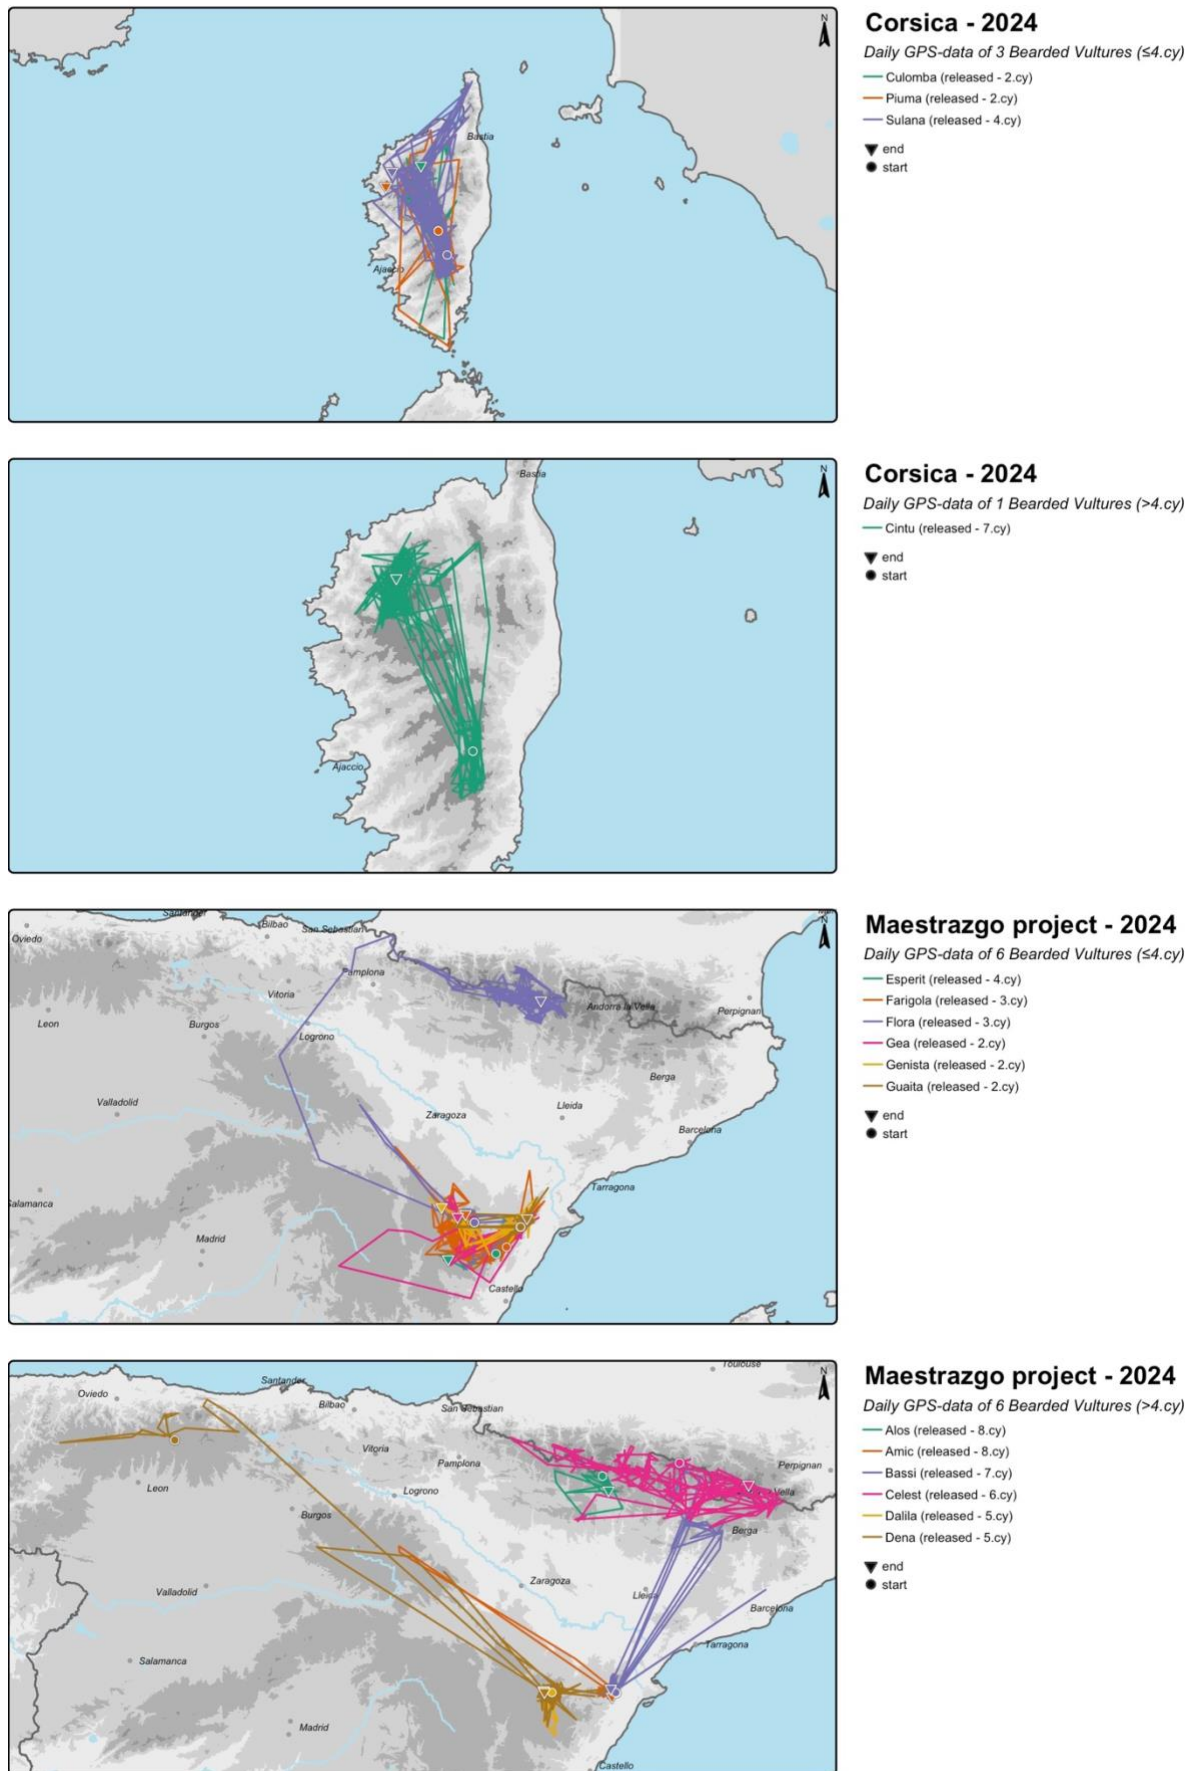 N
Corsica - 2024
Daily GPS-data of 3 Bearded Vultures (≤4.cy)
Culomba (released - 2.cy)
Piuma (released - 2.cy)
Sulana (released - 4.cy)
end
start
Bastia
Ajaccio
N
Corsica - 2024
Daily GPS-data of 1 Bearded Vultures (>4.cy)
Cintu (released - 7.cy)
end
start
Bastia
Ajaccio
N
Maestrazgo project - 2024
Daily GPS-data of 6 Bearded Vultures (≤4.cy)
Esperit (released - 4.cy)
Farigola (released - 3.cy)
Flora (released - 3.cy)
Gea (released - 2.cy)
Genista (released - 2.cy)
Guaita (released - 2.cy)
end
start
Santander
Oviedo
Bilbao
San Sebastian
Pamplona
Vitoria
Andorra la Vella
Perpignan
Leon
Burgos
Logrono
Berga
Valladolid
Zaragoza
Lleida
Barcelona
Tarragona
Salamanca
Madrid
Castello
N
Maestrazgo project - 2024
Daily GPS-data of 6 Bearded Vultures (>4.cy)
Alos (released - 8.cy)
Amic (released - 8.cy)
Bassi (released - 7.cy)
Celest (released - 6.cy)
Dalila (released - 5.cy)
Dena (released - 5.cy)
end
start
Toulouse
Oviedo
Santander
Bilbao
San Sebastian
Vitoria
Pamplona
Perpignan
Leon
Logrono
Vella
Burgos
Berga
Valladolid
Zaragoza
Lleida
Barcelona
Tarragona
Salamanca
Madrid
Castello